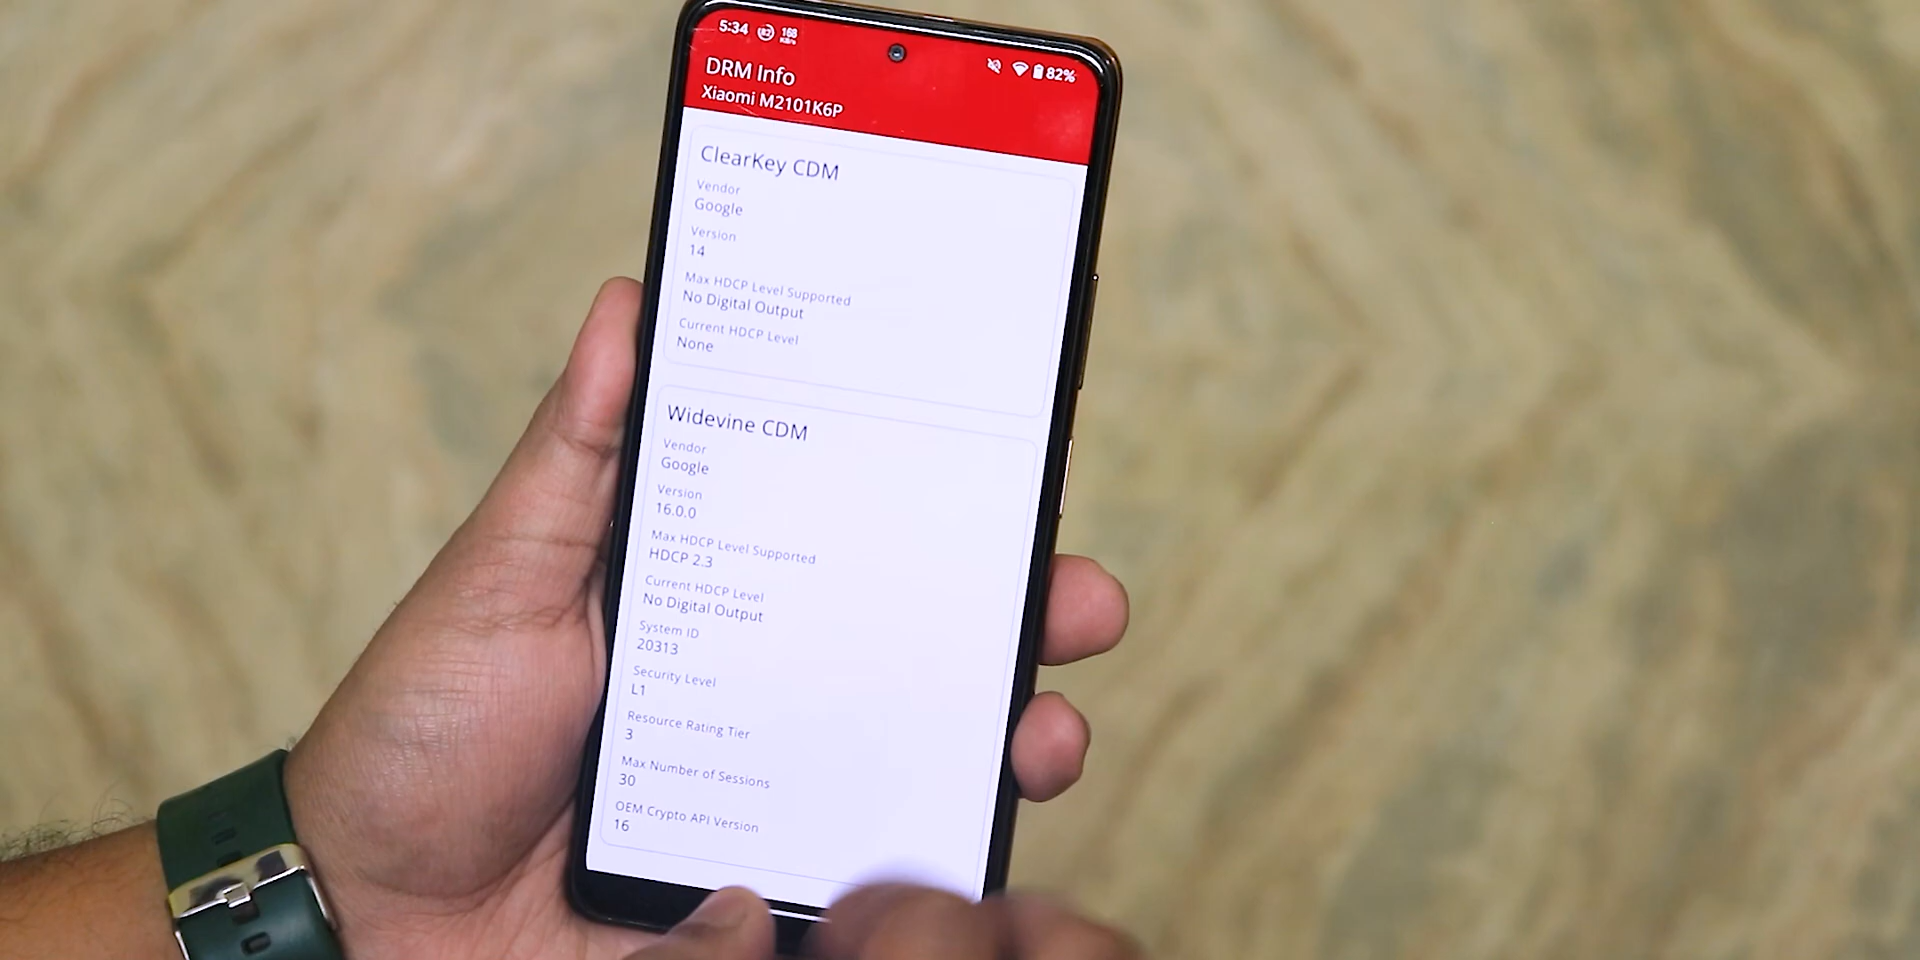 5:34 82 168 KB/s 82%
DRM Info
Xiaomi M2101K6P
ClearKey CDM
Vendor
Google
Version
14
Max HDCP Level Supported
No Digital Output
Current HDCP Level
None
Widevine CDM
Vendor
Google
Version
16.0.0
Max HDCP Level Supported
HDCP 2.3
Current HDCP Level
No Digital Output
System ID
20313
Security Level
L1
Resource Rating Tier
3
Max Number of Sessions
30
OEM Crypto API Version
16